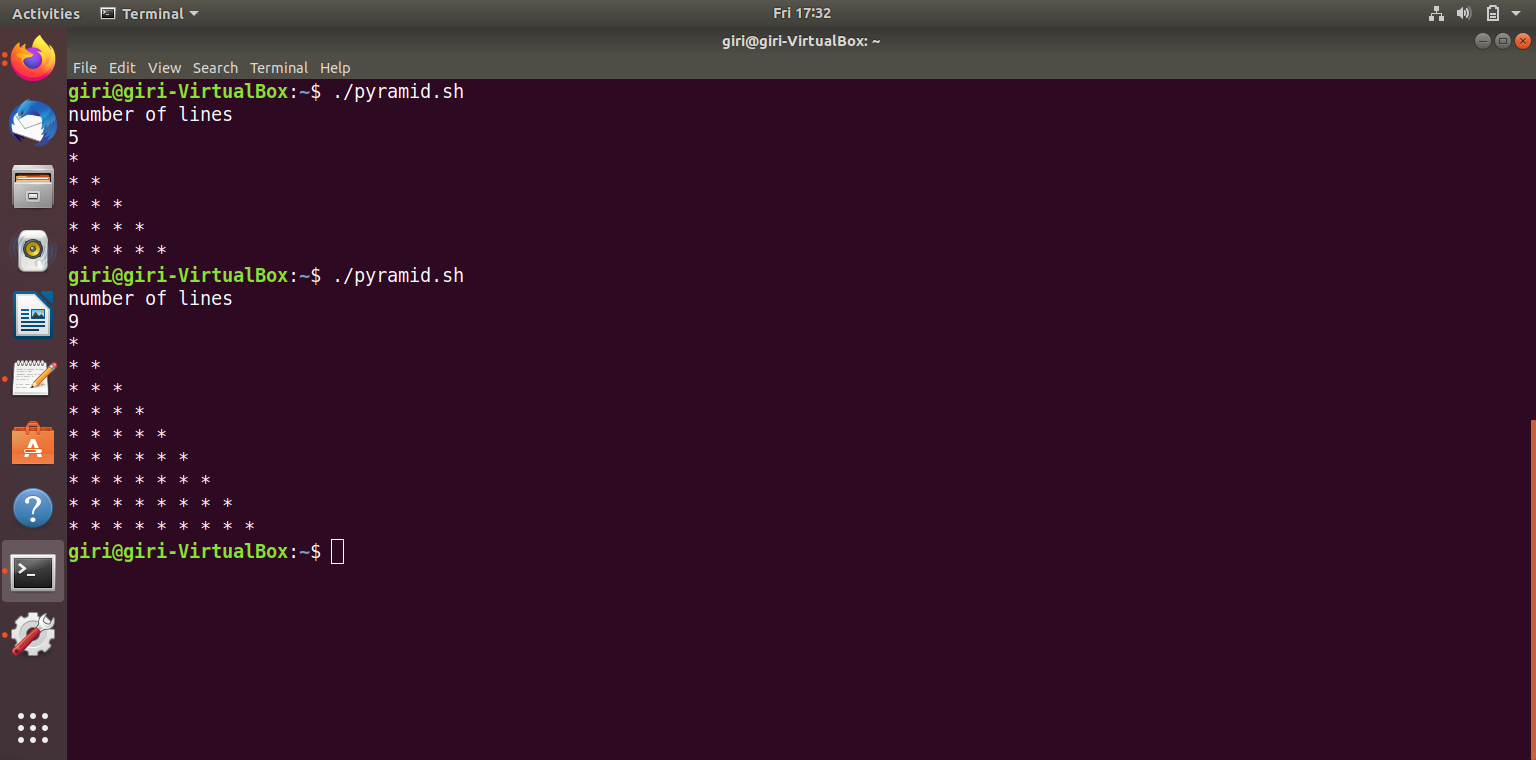 Activities Terminal Fri 17:32
giri@giri-VirtualBox: ~
File Edit View Search Terminal Help
giri@giri-VirtualBox:~$ ./pyramid.sh
number of lines
5
*
* *
* * *
* * * *
* * * * *
giri@giri-VirtualBox:~$ ./pyramid.sh
number of lines
9
*
* *
* * *
* * * *
* * * * *
* * * * * *
* * * * * * *
* * * * * * * *
* * * * * * * * *
giri@giri-VirtualBox:~$